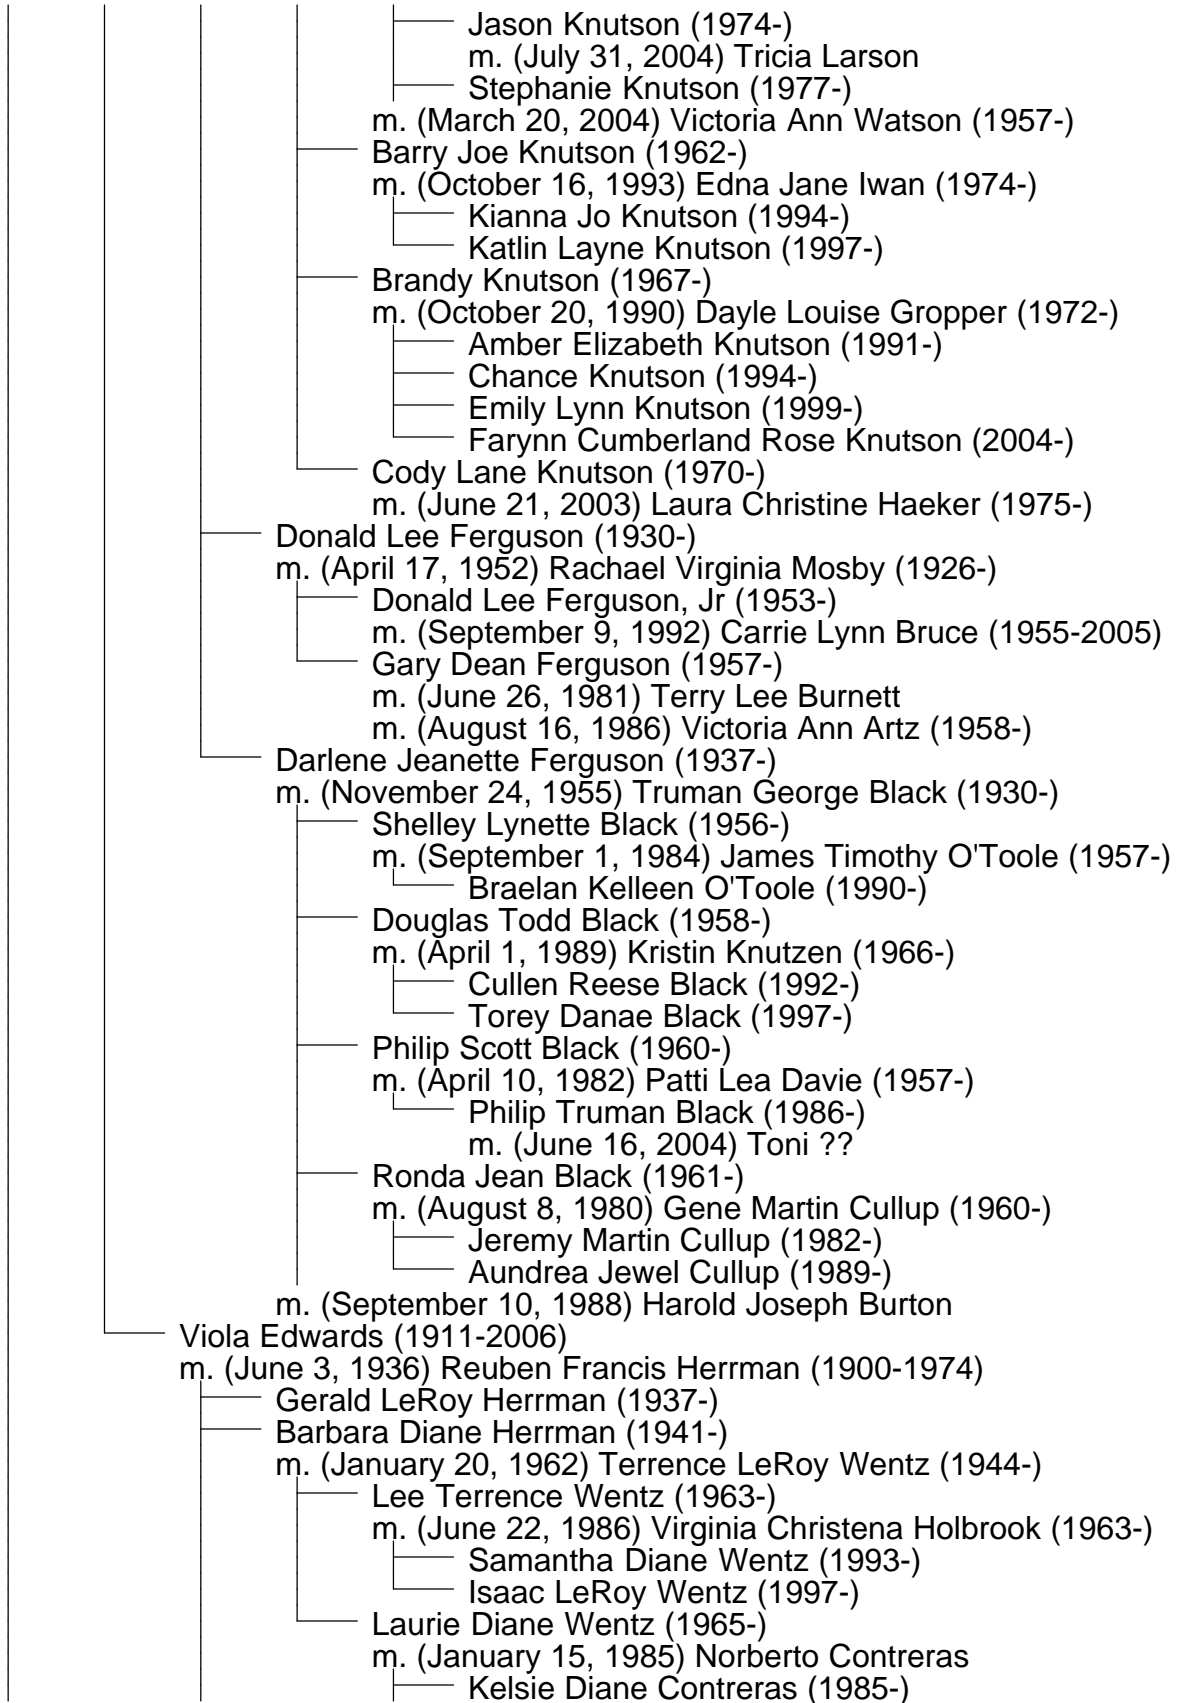 Jason Knutson (1974-)
m. (July 31, 2004) Tricia Larson
Stephanie Knutson (1977-)
m. (March 20, 2004) Victoria Ann Watson (1957-)
Barry Joe Knutson (1962-)
m. (October 16, 1993) Edna Jane Iwan (1974-)
Kianna Jo Knutson (1994-)
Katlin Layne Knutson (1997-)
Brandy Knutson (1967-)
m. (October 20, 1990) Dayle Louise Gropper (1972-)
Amber Elizabeth Knutson (1991-)
Chance Knutson (1994-)
Emily Lynn Knutson (1999-)
Farynn Cumberland Rose Knutson (2004-)
Cody Lane Knutson (1970-)
m. (June 21, 2003) Laura Christine Haeker (1975-)
Donald Lee Ferguson (1930-)
m. (April 17, 1952) Rachael Virginia Mosby (1926-)
Donald Lee Ferguson, Jr (1953-)
m. (September 9, 1992) Carrie Lynn Bruce (1955-2005)
Gary Dean Ferguson (1957-)
m. (June 26, 1981) Terry Lee Burnett
m. (August 16, 1986) Victoria Ann Artz (1958-)
Darlene Jeanette Ferguson (1937-)
m. (November 24, 1955) Truman George Black (1930-)
Shelley Lynette Black (1956-)
m. (September 1, 1984) James Timothy O'Toole (1957-)
Braelan Kelleen O'Toole (1990-)
Douglas Todd Black (1958-)
m. (April 1, 1989) Kristin Knutzen (1966-)
Cullen Reese Black (1992-)
Torey Danae Black (1997-)
Philip Scott Black (1960-)
m. (April 10, 1982) Patti Lea Davie (1957-)
Philip Truman Black (1986-)
m. (June 16, 2004) Toni ??
Ronda Jean Black (1961-)
m. (August 8, 1980) Gene Martin Cullup (1960-)
Jeremy Martin Cullup (1982-)
Aundrea Jewel Cullup (1989-)
m. (September 10, 1988) Harold Joseph Burton
Viola Edwards (1911-2006)
m. (June 3, 1936) Reuben Francis Herrman (1900-1974)
Gerald LeRoy Herrman (1937-)
Barbara Diane Herrman (1941-)
m. (January 20, 1962) Terrence LeRoy Wentz (1944-)
Lee Terrence Wentz (1963-)
m. (June 22, 1986) Virginia Christena Holbrook (1963-)
Samantha Diane Wentz (1993-)
Isaac LeRoy Wentz (1997-)
Laurie Diane Wentz (1965-)
m. (January 15, 1985) Norberto Contreras
Kelsie Diane Contreras (1985-)